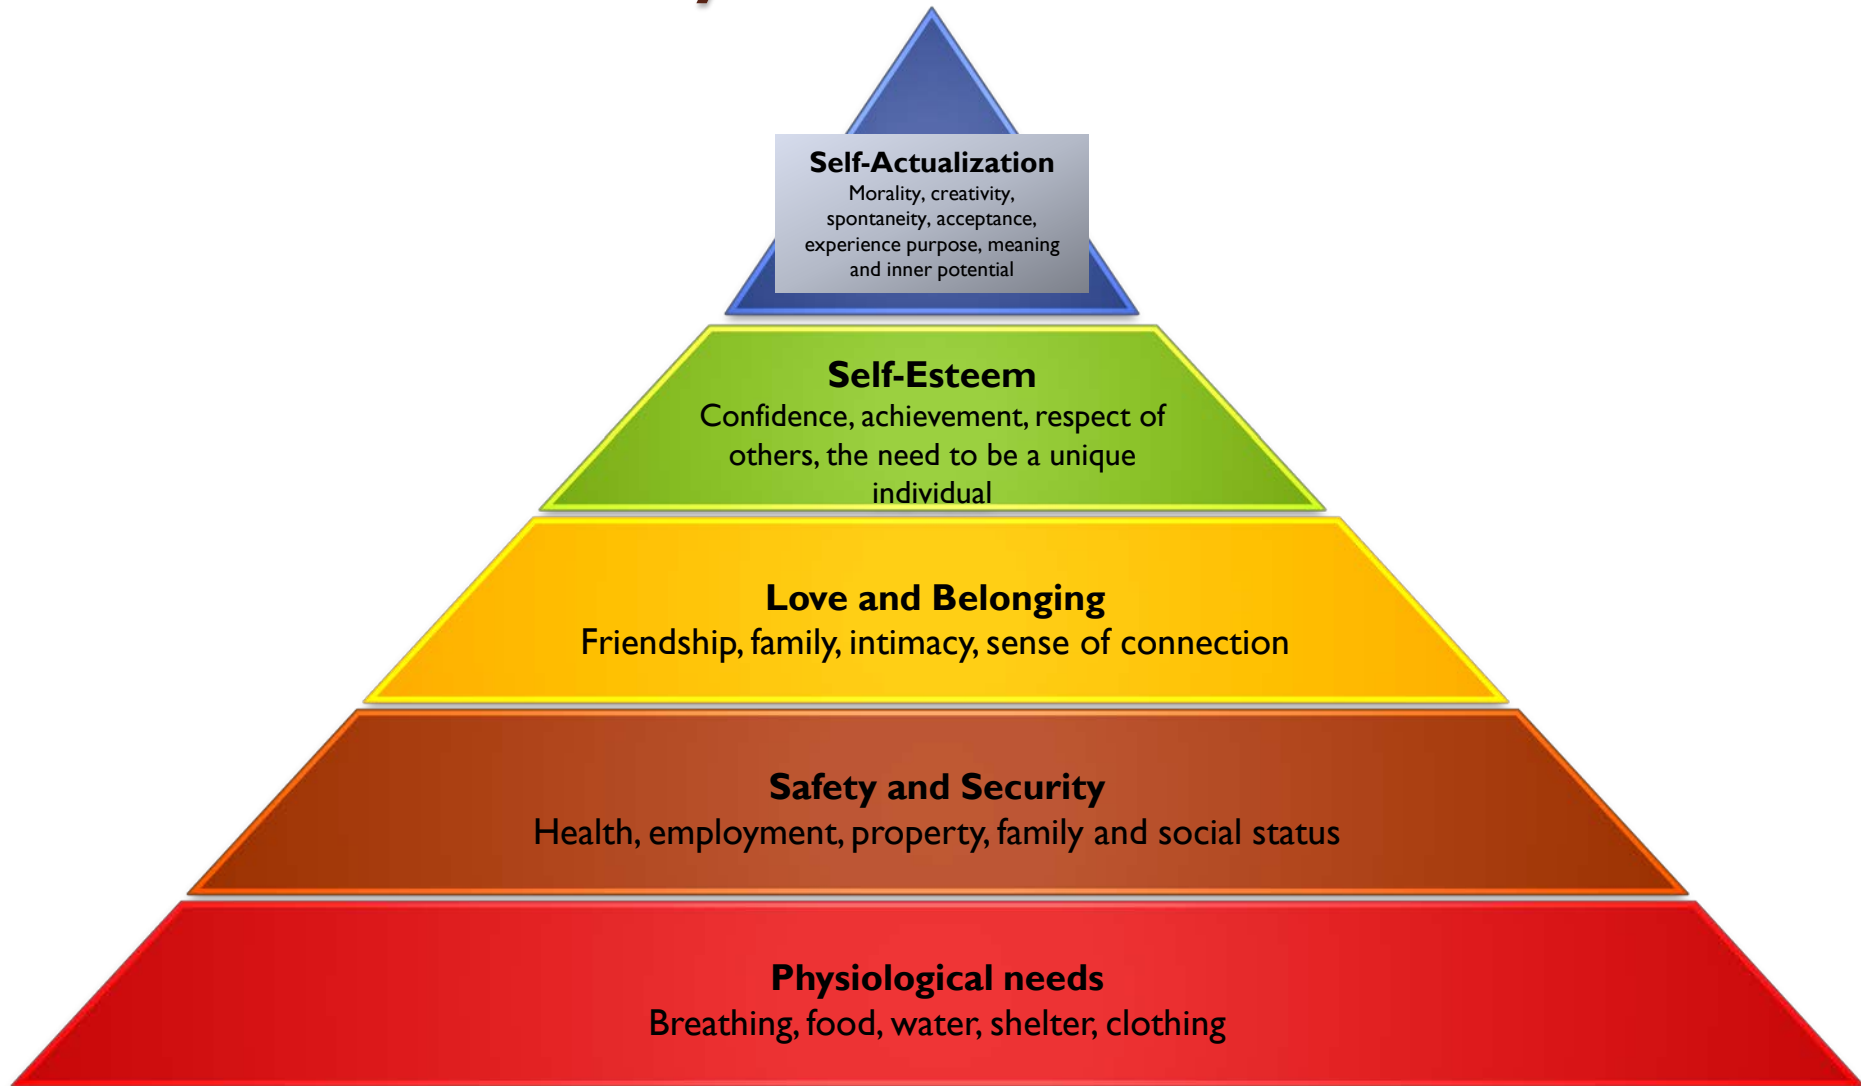 Self-Actualization
Morality, creativity,
spontaneity, acceptance,
experience purpose, meaning
and inner potential
Self-Esteem
Confidence, achievement, respect of
others, the need to be a unique
individual
Love and Belonging
Friendship, family, intimacy, sense of connection
Safety and Security
Health, employment, property, family and social status
Physiological needs
Breathing, food, water, shelter, clothing